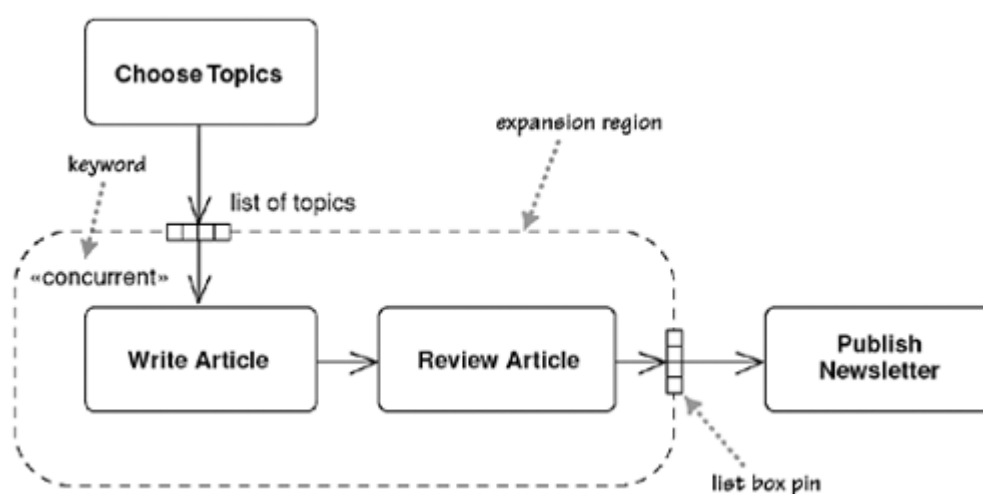 Choose Topics
expansion region
keyword
list of topics
«concurrent»
Write Article
Review Article
Publish
Newsletter
list box pin